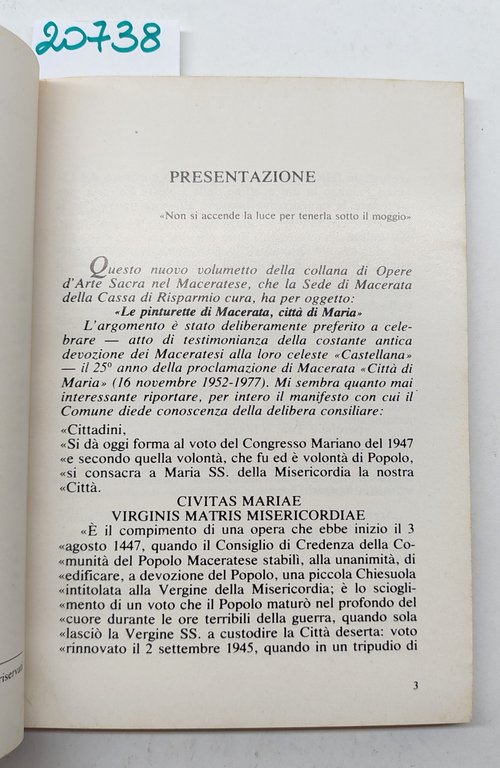 20738
PRESENTAZIONE
«Non si accende la luce per tenerla sotto il moggio»
Questo nuovo volumetto della collana di Opere
d'Arte Sacra nel Maceratese, che la Sede di Macerata
della Cassa di Risparmio cura, ha per oggetto:
«Le pinturette di Macerata, città di Maria»
L'argomento è stato deliberamente preferito a cele-
brare — atto di testimonianza della costante antica
devozione dei Maceratesi alla loro celeste «Castellana»
— il 25º anno della proclamazione di Macerata «Città di
Maria» (16 novembre 1952-1977). Mi sembra quanto mai
interessante riportare, per intero il manifesto con cui il
Comune diede conoscenza della delibera consiliare:
«Cittadini,
«Si dà oggi forma al voto del Congresso Mariano del 1947
«e secondo quella volontà, che fu ed è volontà di Popolo,
«si consacra a Maria SS. della Misericordia la nostra
«Città.
CIVITAS MARIAE
VIRGINIS MATRIS MISERICORDIAE
«È il compimento di una opera che ebbe inizio il 3
«agosto 1447, quando il Consiglio di Credenza della Co-
«munità del Popolo Maceratese stabilì, alla unanimità, di
«edificare, a devozione del Popolo, una piccola Chiesuola
«intitolata alla Vergine della Misericordia; è lo sciogli-
«mento di un voto che il Popolo maturò nel profondo del
«cuore durante le ore terribili della guerra, quando sola
«lasciò la Vergine SS. a custodire la Città deserta: voto
«rinnovato il 2 settembre 1945, quando in un tripudio di
3